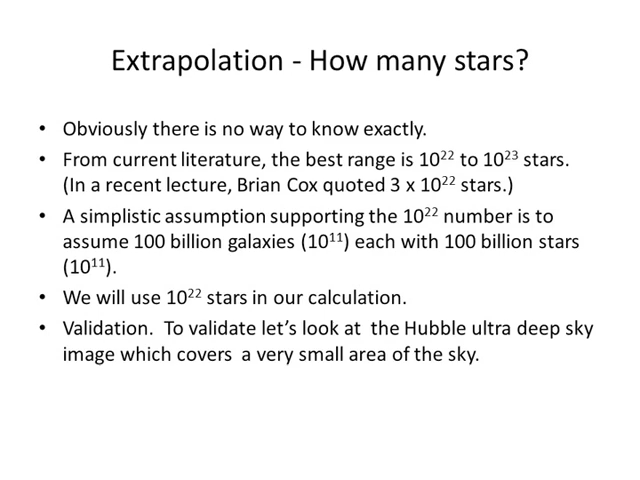 Extrapolation - How many stars?
• Obviously there is no way to know exactly.
• From current literature, the best range is 10²² to 10²³ stars.
(In a recent lecture, Brian Cox quoted 3 x 10²² stars.)
• A simplistic assumption supporting the 10²² number is to
assume 100 billion galaxies (10¹¹) each with 100 billion stars
(10¹¹).
• We will use 10²² stars in our calculation.
• Validation.  To validate let’s look at  the Hubble ultra deep sky
image which covers  a very small area of the sky.